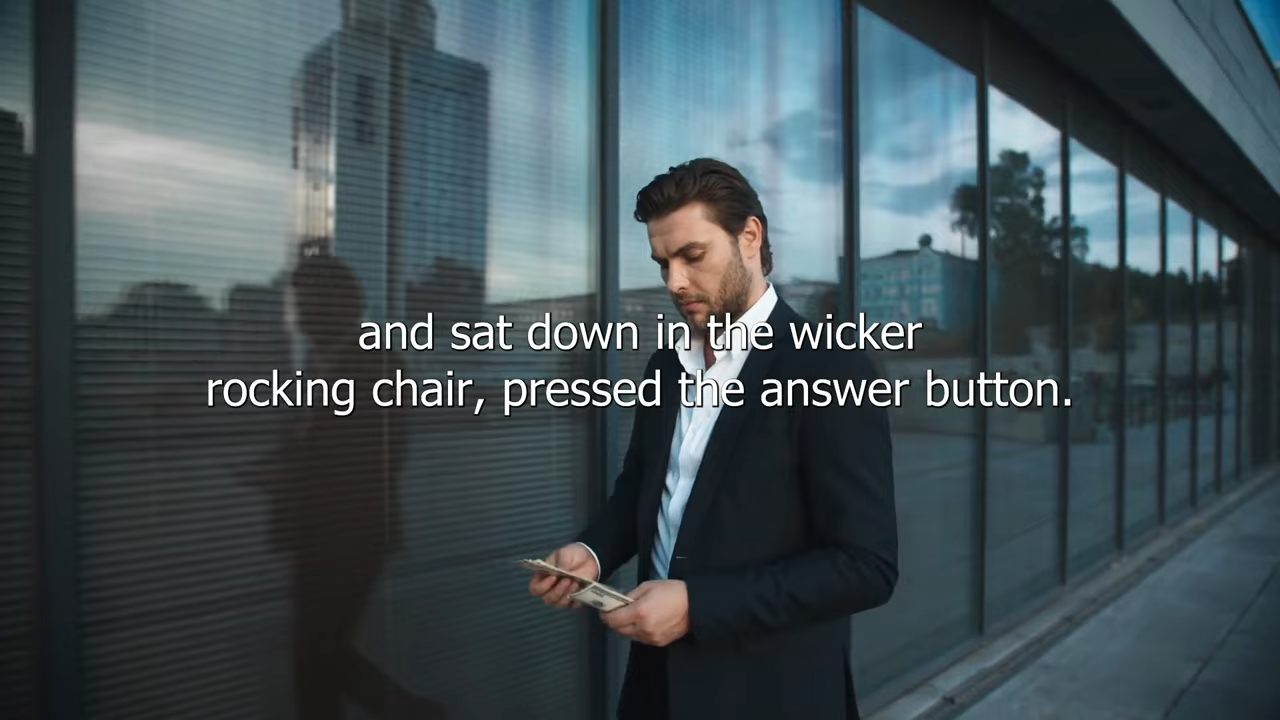 and sat down in the wicker
rocking chair, pressed the answer button.